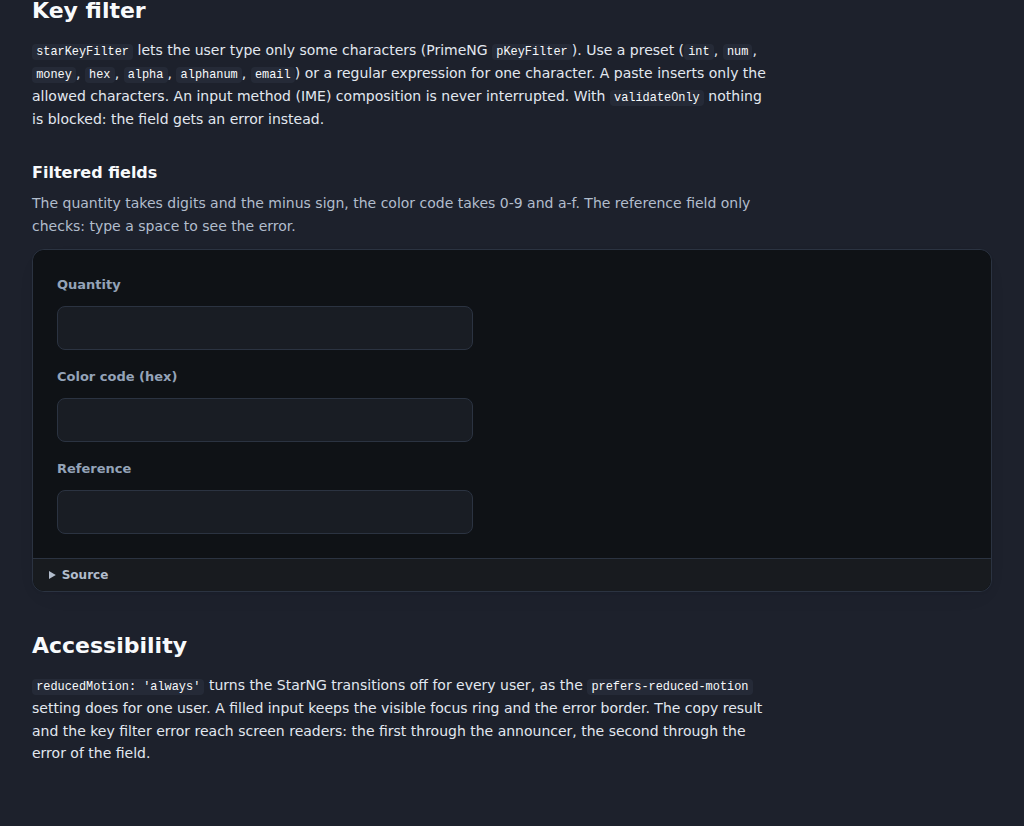 Key filter
starKeyFilter lets the user type only some characters (PrimeNG pKeyFilter). Use a preset (int, num,
money, hex, alpha, alphanum, email) or a regular expression for one character. A paste inserts only the
allowed characters. An input method (IME) composition is never interrupted. With validateOnly nothing
is blocked: the field gets an error instead.
Filtered fields
The quantity takes digits and the minus sign, the color code takes 0-9 and a-f. The reference field only
checks: type a space to see the error.
Quantity
Color code (hex)
Reference
Source
Accessibility
reducedMotion: 'always' turns the StarNG transitions off for every user, as the prefers-reduced-motion
setting does for one user. A filled input keeps the visible focus ring and the error border. The copy result
and the key filter error reach screen readers: the first through the announcer, the second through the
error of the field.